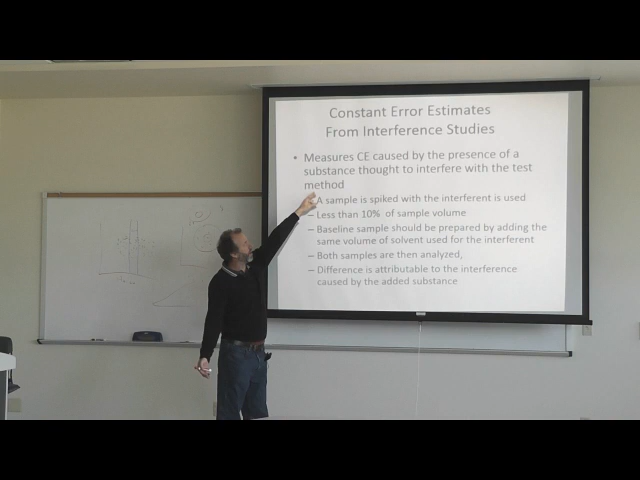 Constant Error Estimates
From Interference Studies
• Measures CE caused by the presence of a
substance thought to interfere with the test
method
A sample is spiked with the interferent is used
– Less than 10% of sample volume
– Baseline sample should be prepared by adding the
same volume of solvent used for the interferent
– Both samples are then analyzed,
– Difference is attributable to the interference
caused by the added substance